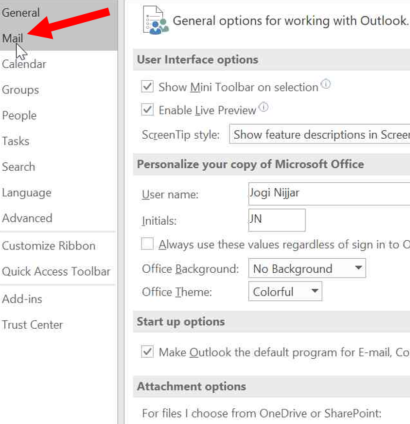 General
Mail
Calendar
Groups
People
Tasks
Search
Language
Advanced
Customize Ribbon
Quick Access Toolbar
Add-ins
Trust Center
General options for working with Outlook.
User Interface options
Show Mini Toolbar on selection
Enable Live Preview
ScreenTip style: Show feature descriptions in Screen
Personalize your copy of Microsoft Office
User name: Jogi Nijjar
Initials: JN
Always use these values regardless of sign in to O
Office Background: No Background
Office Theme: Colorful
Start up options
Make Outlook the default program for E-mail, Co
Attachment options
For files I choose from OneDrive or SharePoint: